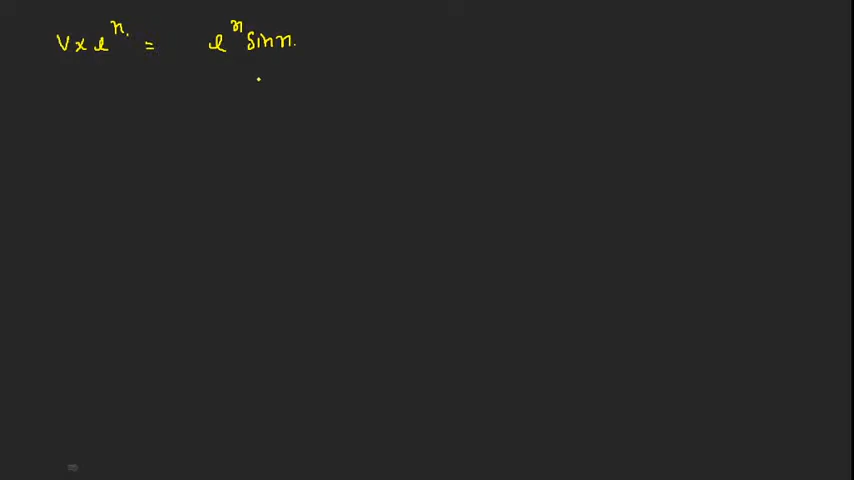 V × e^x. = e^x sin x.